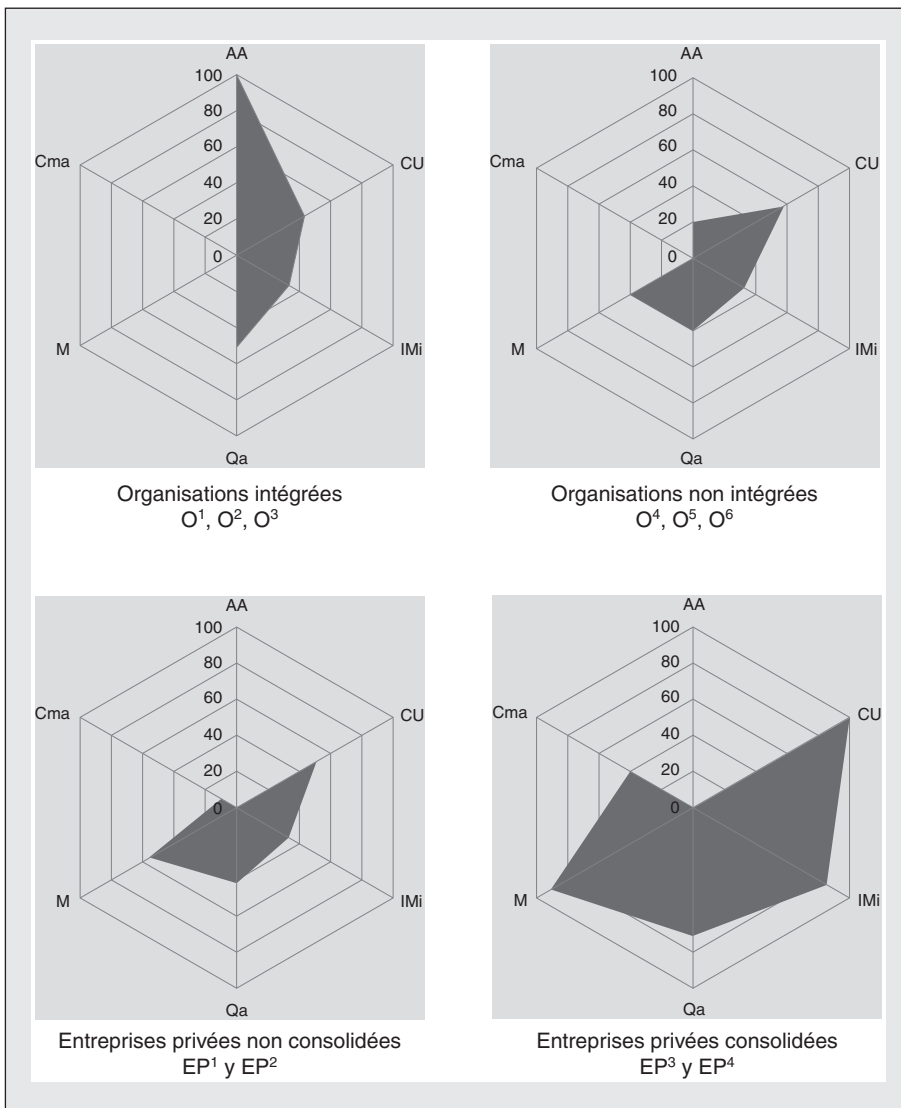 AA
100
80
60
40
20
0
CU
IMi
Qa
M
Cma
Organisations intégrées
O¹, O², O³
AA
100
80
60
40
20
0
CU
IMi
Qa
M
Cma
Organisations non intégrées
O⁴, O⁵, O⁶
AA
100
80
60
40
20
0
CU
IMi
Qa
M
Cma
Entreprises privées non consolidées
EP¹ y EP²
AA
100
80
60
40
20
0
CU
IMi
Qa
M
Cma
Entreprises privées consolidées
EP³ y EP⁴